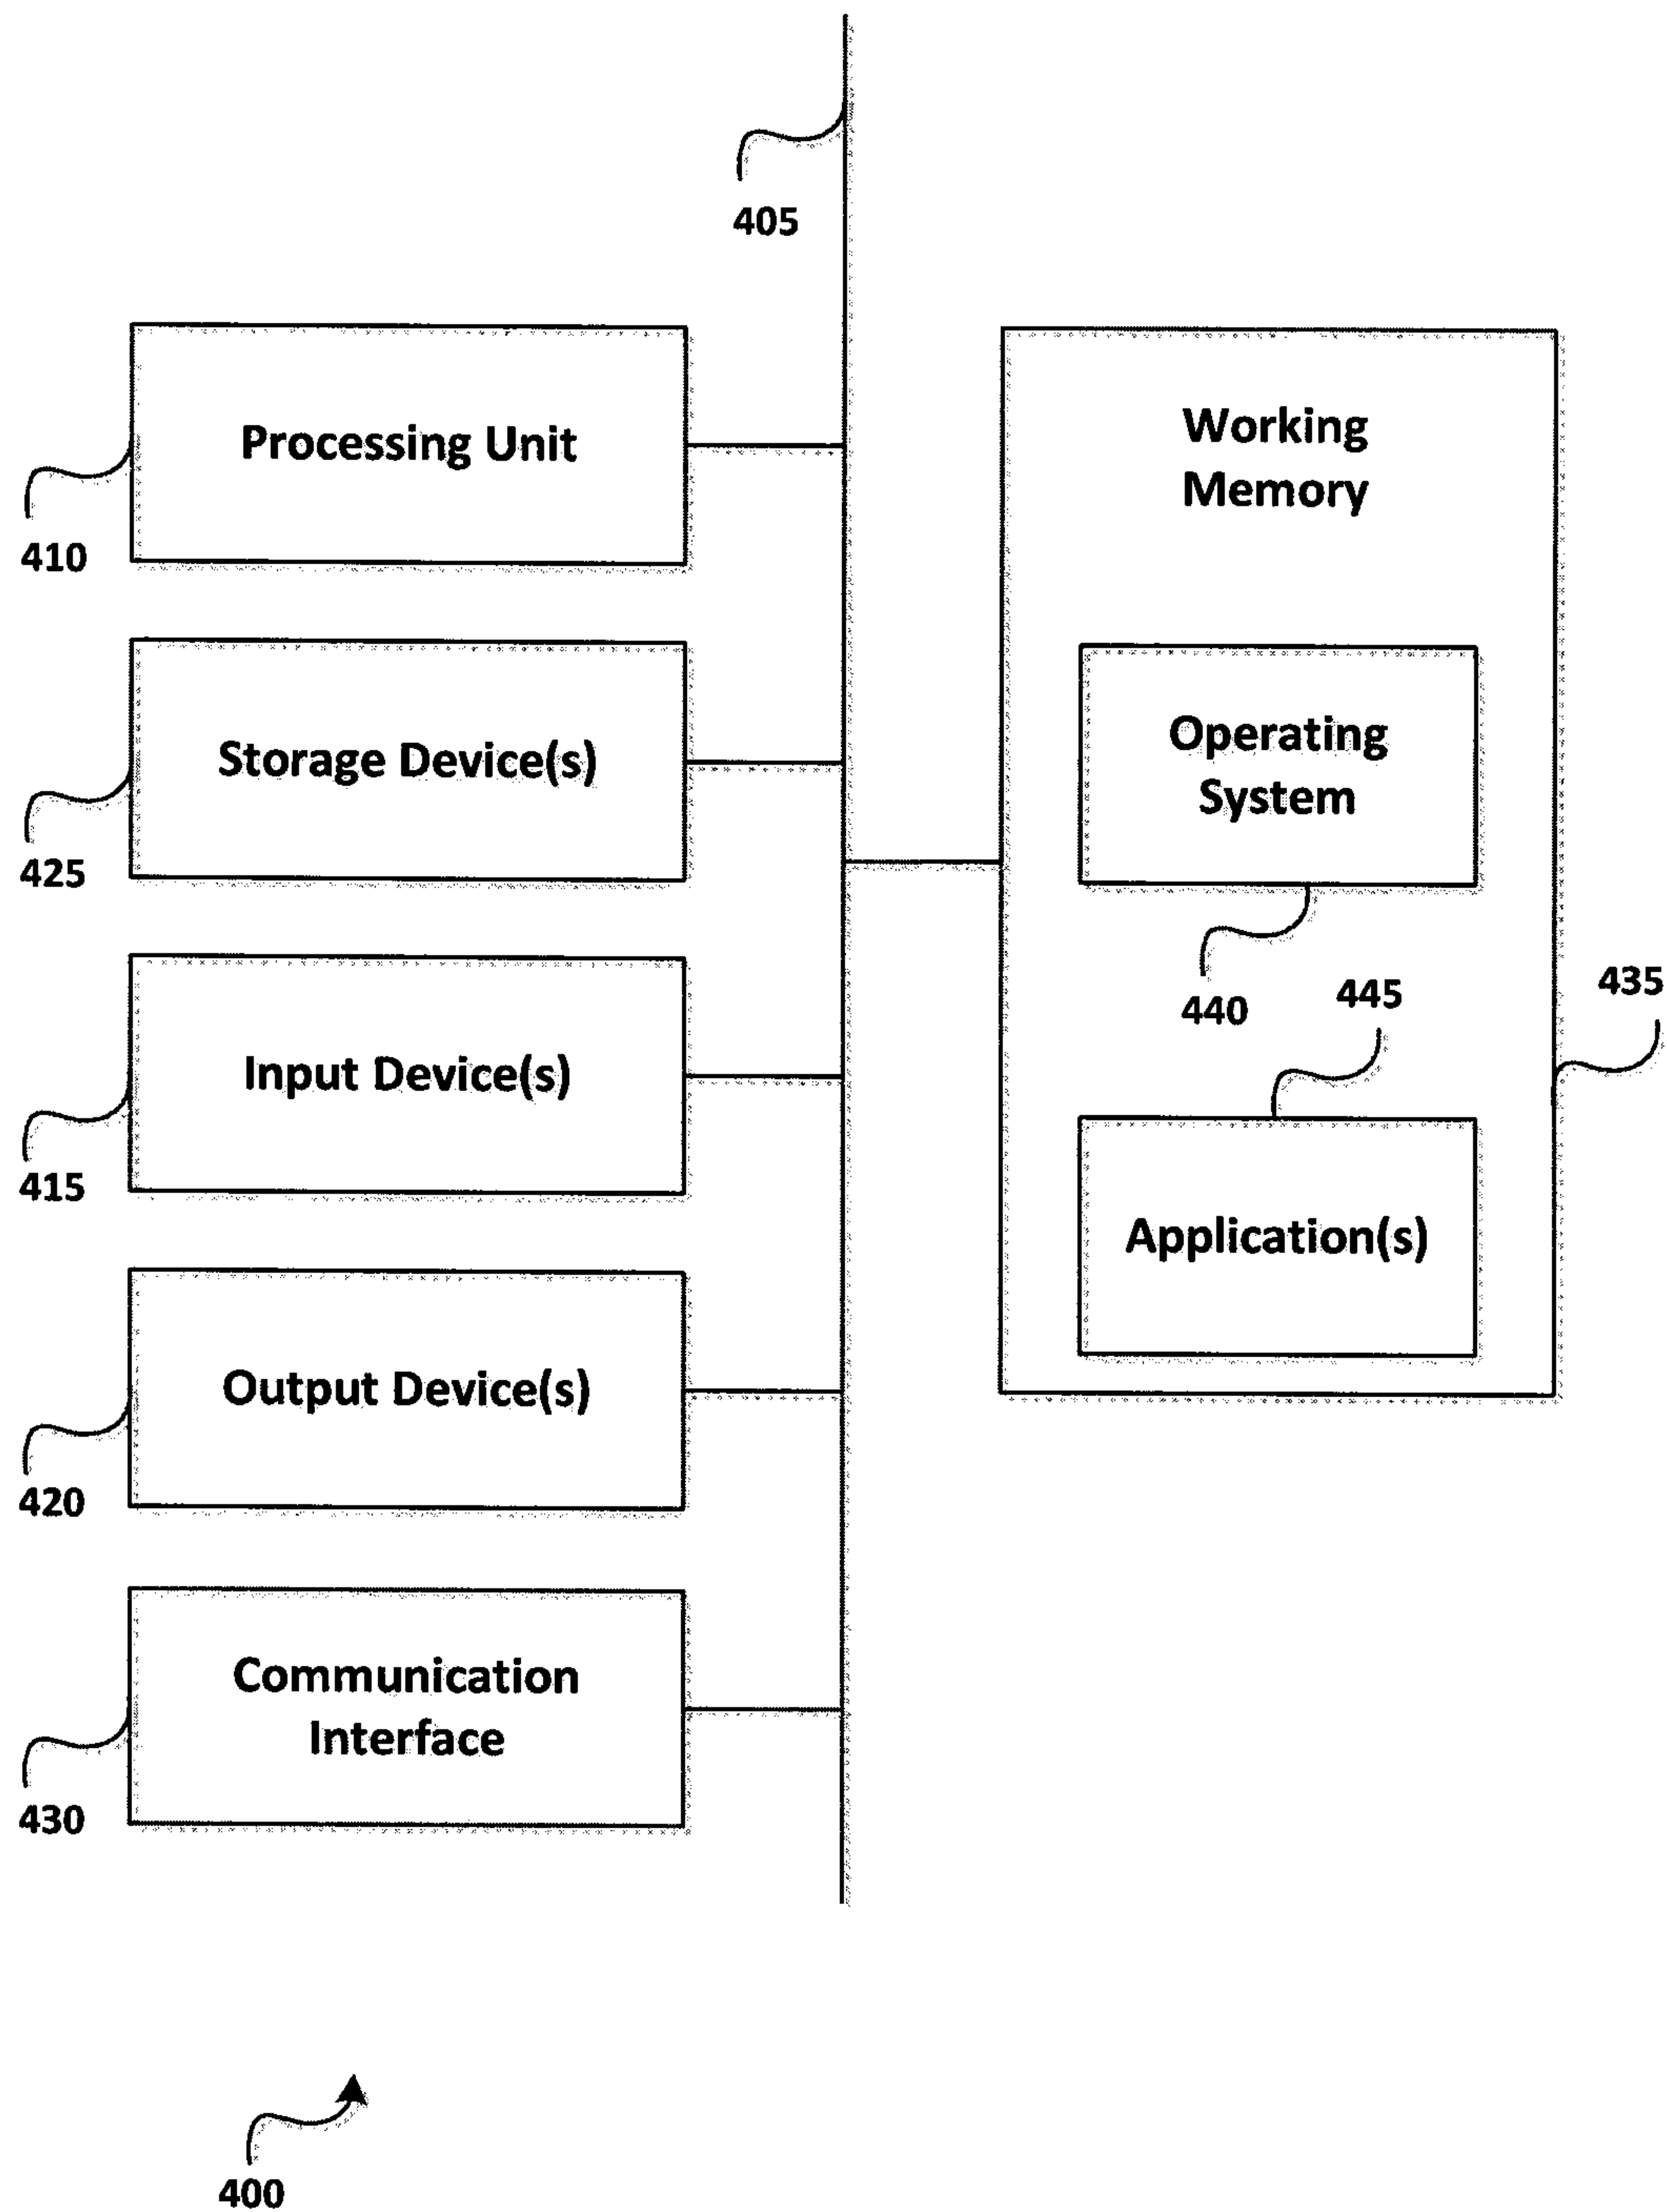 405
Processing Unit
410
Storage Device(s)
425
Input Device(s)
415
Output Device(s)
420
Communication
Interface
430
Working
Memory
Operating
System
440
445
435
Application(s)
400